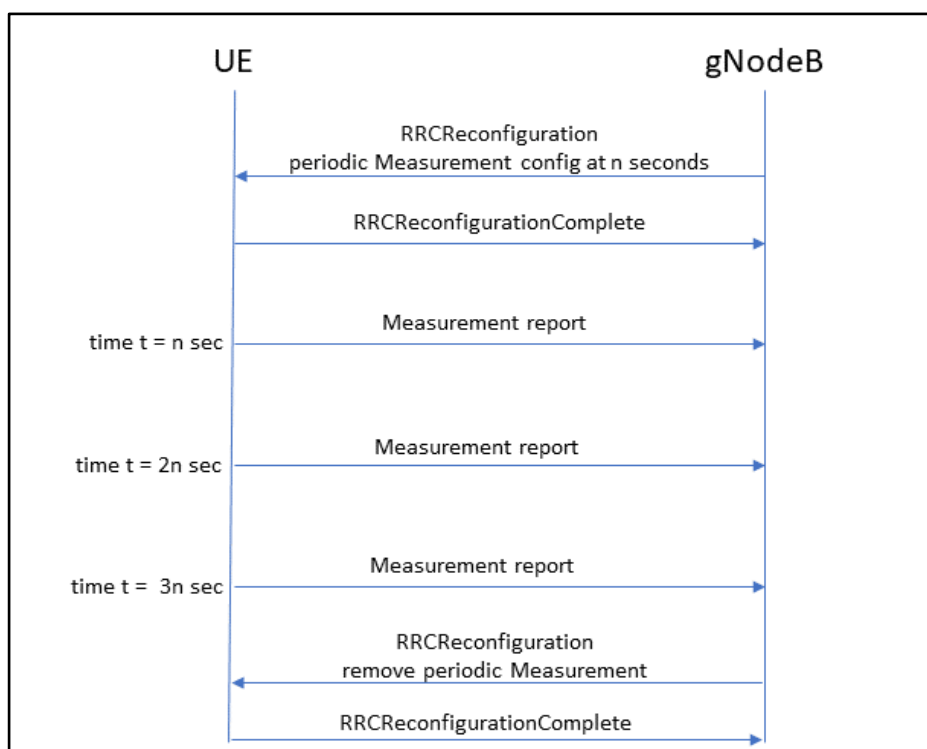 UE
gNodeB
RRCReconfiguration
periodic Measurement config at n seconds
RRCReconfigurationComplete
Measurement report
time t = n sec
Measurement report
time t = 2n sec
Measurement report
time t =  3n sec
RRCReconfiguration
remove periodic Measurement
RRCReconfigurationComplete